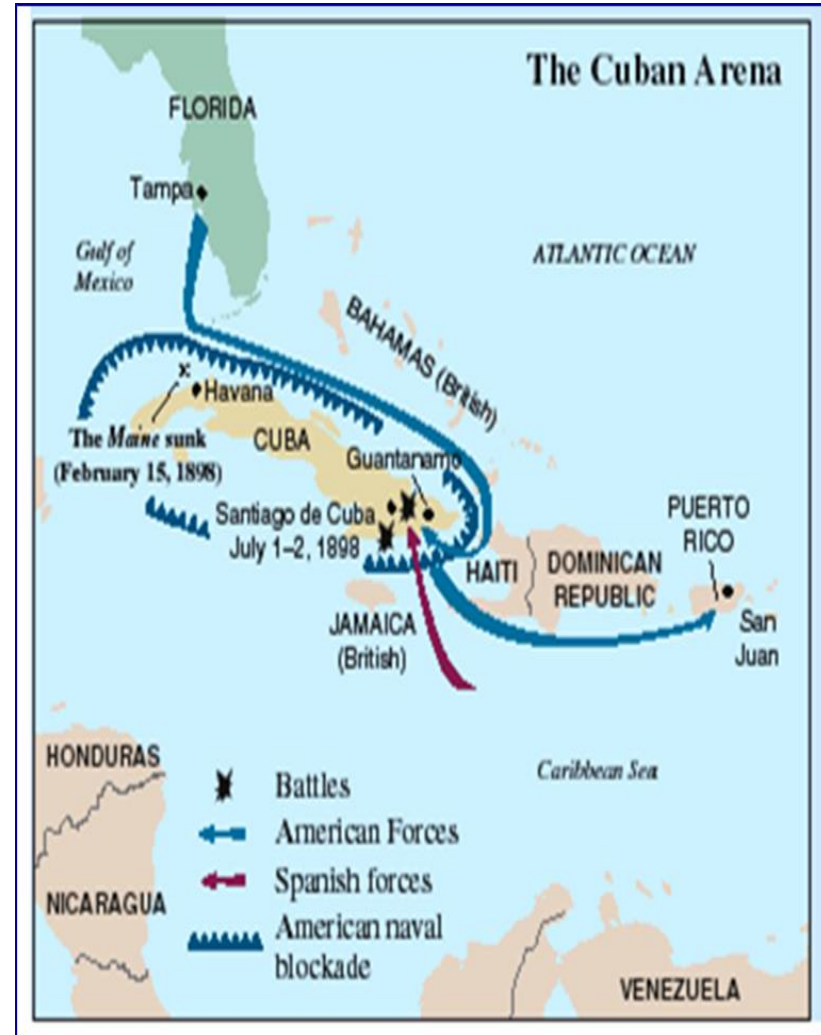 The Cuban Arena
FLORIDA
Tampa
Gulf of
Mexico
ATLANTIC OCEAN
BAHAMAS (British)
Havana
The Maine sunk
(February 15, 1898)
CUBA
Guantanamo
Santiago de Cuba
July 1–2, 1898
PUERTO
RICO
HAITI
DOMINICAN
REPUBLIC
San
Juan
JAMAICA
(British)
HONDURAS
Caribbean Sea
NICARAGUA
Battles
American Forces
Spanish forces
American naval
blockade
VENEZUELA